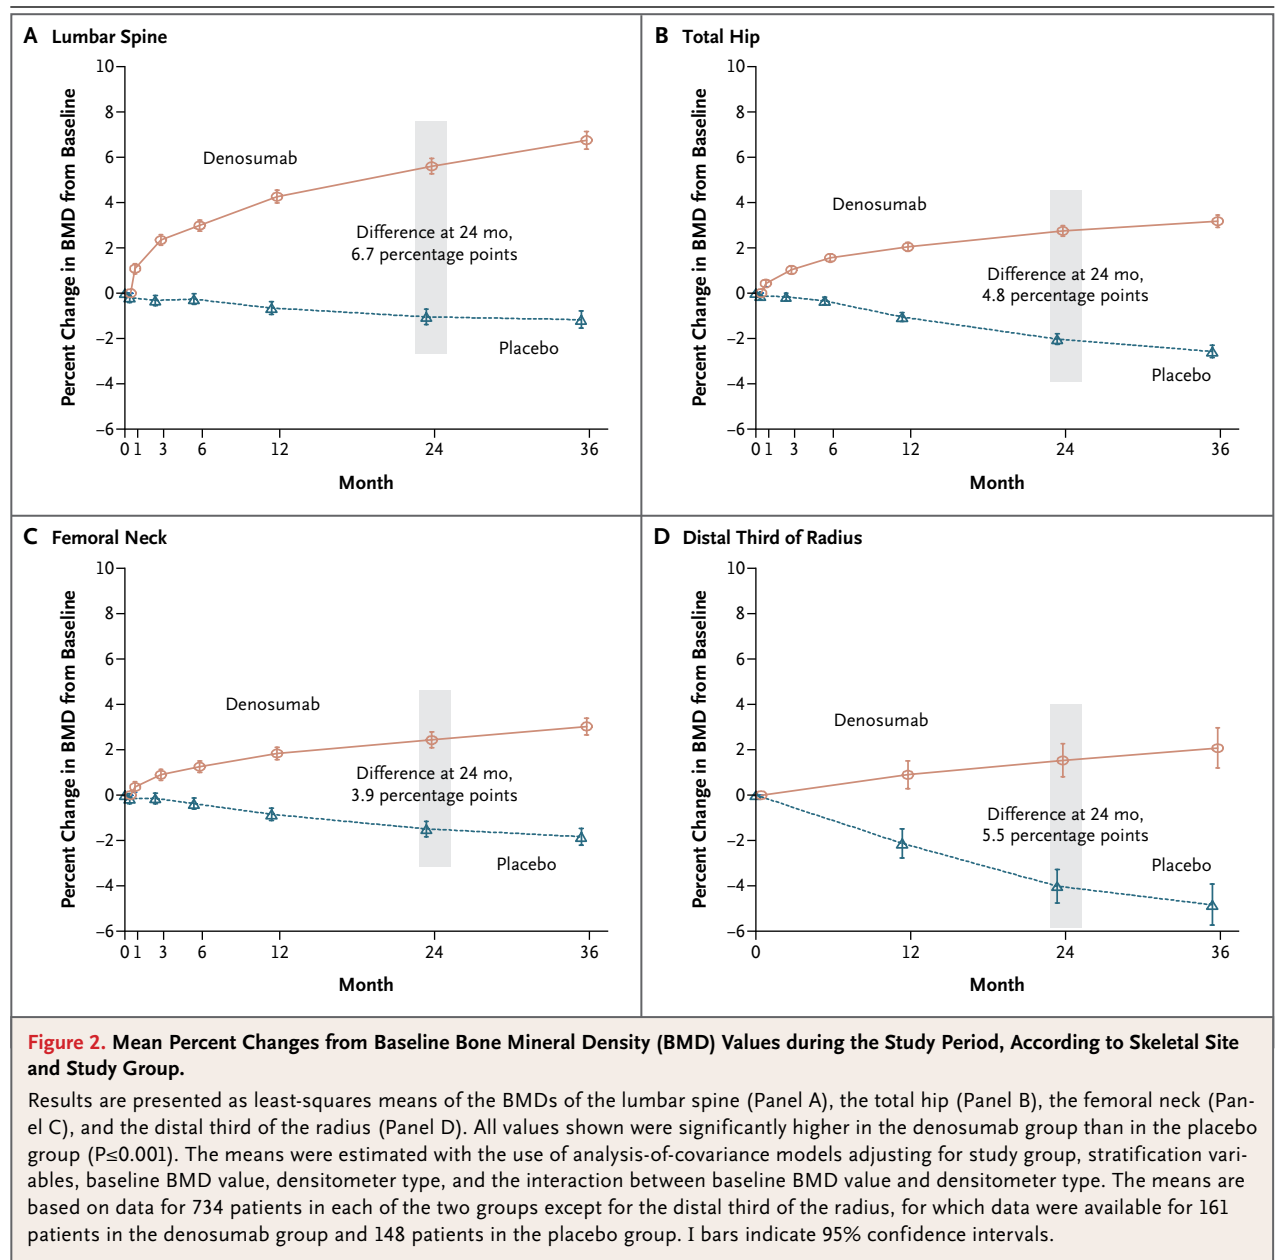 A Lumbar Spine
Percent Change in BMD from Baseline
10
8
6
4
2
0
−2
−4
−6
Denosumab
Difference at 24 mo,
6.7 percentage points
Placebo
0 1 3 6 12 24 36
Month
B Total Hip
Percent Change in BMD from Baseline
10
8
6
4
2
0
−2
−4
−6
Denosumab
Difference at 24 mo,
4.8 percentage points
Placebo
0 1 3 6 12 24 36
Month
C Femoral Neck
Percent Change in BMD from Baseline
10
8
6
4
2
0
−2
−4
−6
Denosumab
Difference at 24 mo,
3.9 percentage points
Placebo
0 1 3 6 12 24 36
Month
D Distal Third of Radius
Percent Change in BMD from Baseline
10
8
6
4
2
0
−2
−4
−6
Denosumab
Difference at 24 mo,
5.5 percentage points
Placebo
0 12 24 36
Month
Figure 2. Mean Percent Changes from Baseline Bone Mineral Density (BMD) Values during the Study Period, According to Skeletal Site
and Study Group.
Results are presented as least-squares means of the BMDs of the lumbar spine (Panel A), the total hip (Panel B), the femoral neck (Pan-
el C), and the distal third of the radius (Panel D). All values shown were significantly higher in the denosumab group than in the placebo
group (P≤0.001). The means were estimated with the use of analysis-of-covariance models adjusting for study group, stratification vari-
ables, baseline BMD value, densitometer type, and the interaction between baseline BMD value and densitometer type. The means are
based on data for 734 patients in each of the two groups except for the distal third of the radius, for which data were available for 161
patients in the denosumab group and 148 patients in the placebo group. I bars indicate 95% confidence intervals.